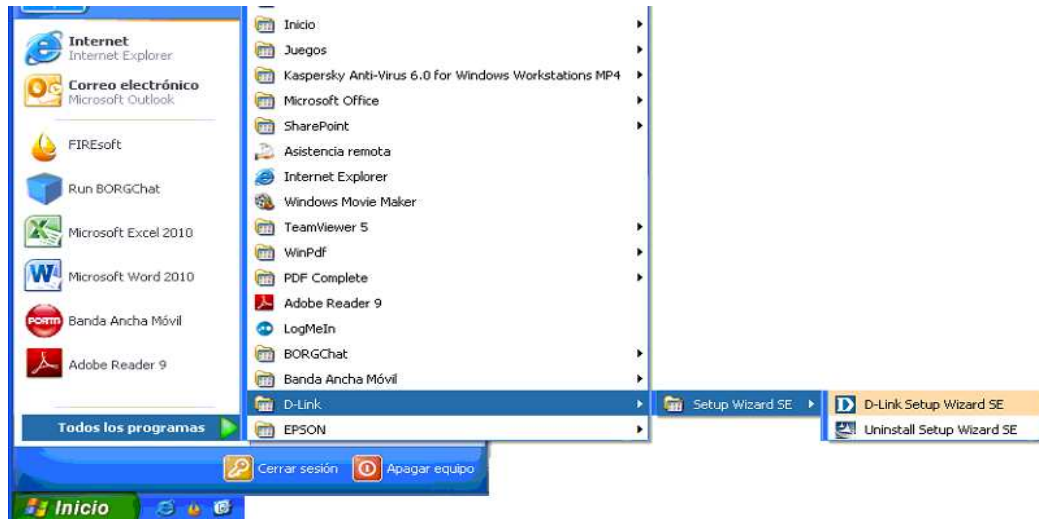 Internet
Internet Explorer
Correo electrónico
Microsoft Outlook
FIREsoft
Run BORGChat
Microsoft Excel 2010
Microsoft Word 2010
PORTA
Banda Ancha Móvil
Adobe Reader 9
Todos los programas
Inicio
Juegos
Kaspersky Anti-Virus 6.0 for Windows Workstations MP4
Microsoft Office
SharePoint
Asistencia remota
Internet Explorer
Windows Movie Maker
TeamViewer 5
WinPdf
PDF Complete
Adobe Reader 9
LogMeIn
BORGChat
Banda Ancha Móvil
D-Link
EPSON
Setup Wizard SE
D-Link Setup Wizard SE
Uninstall Setup Wizard SE
Cerrar sesión
Apagar equipo
Inicio